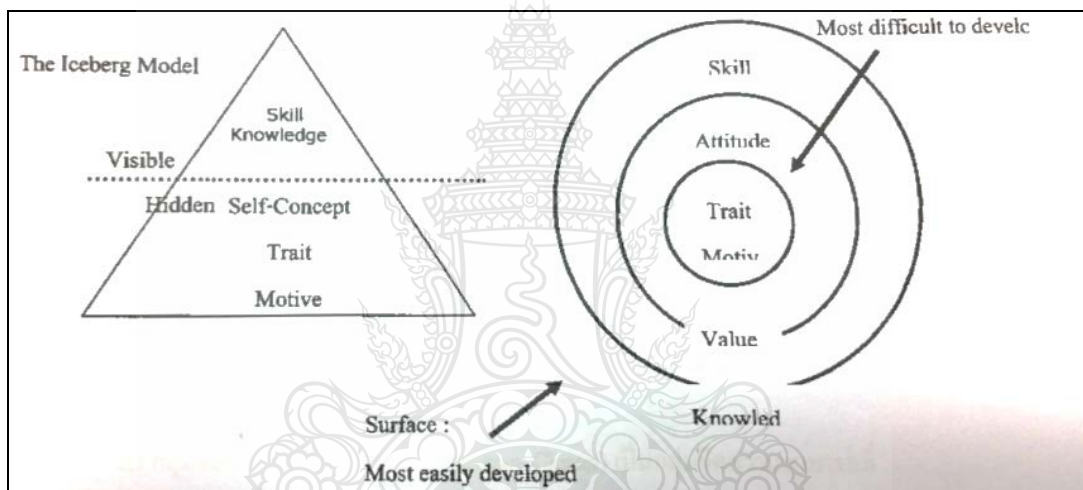 The Iceberg Model
Skill
Knowledge
Visible
Hidden Self-Concept
Trait
Motive
Most difficult to develc
Skill
Attitude
Trait
Motiv
Value
Knowled
Surface :
Most easily developed